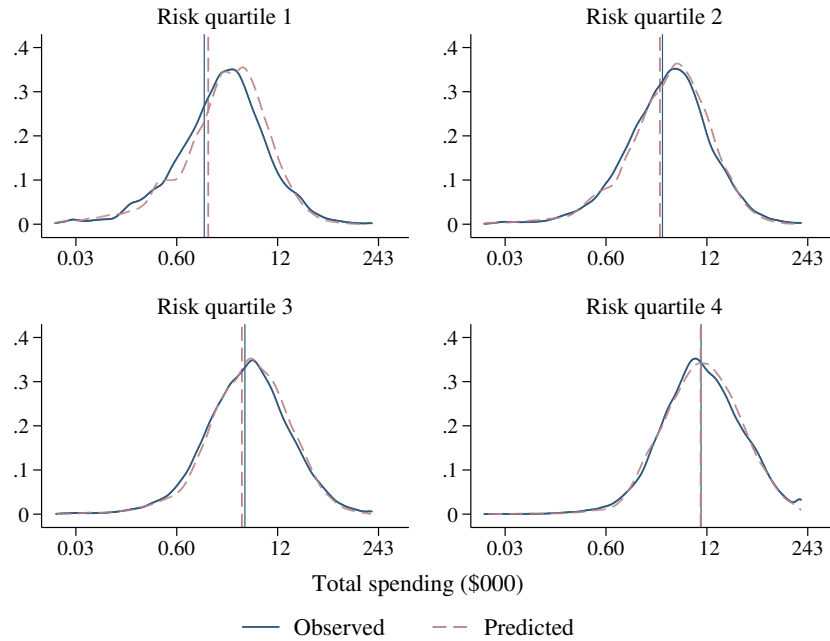 Risk quartile 1
.4
.3
.2
.1
0
0.03 0.60 12 243
Risk quartile 2
.4
.3
.2
.1
0
0.03 0.60 12 243
Risk quartile 3
.4
.3
.2
.1
0
0.03 0.60 12 243
Risk quartile 4
.4
.3
.2
.1
0
0.03 0.60 12 243
Total spending ($000)
Observed Predicted